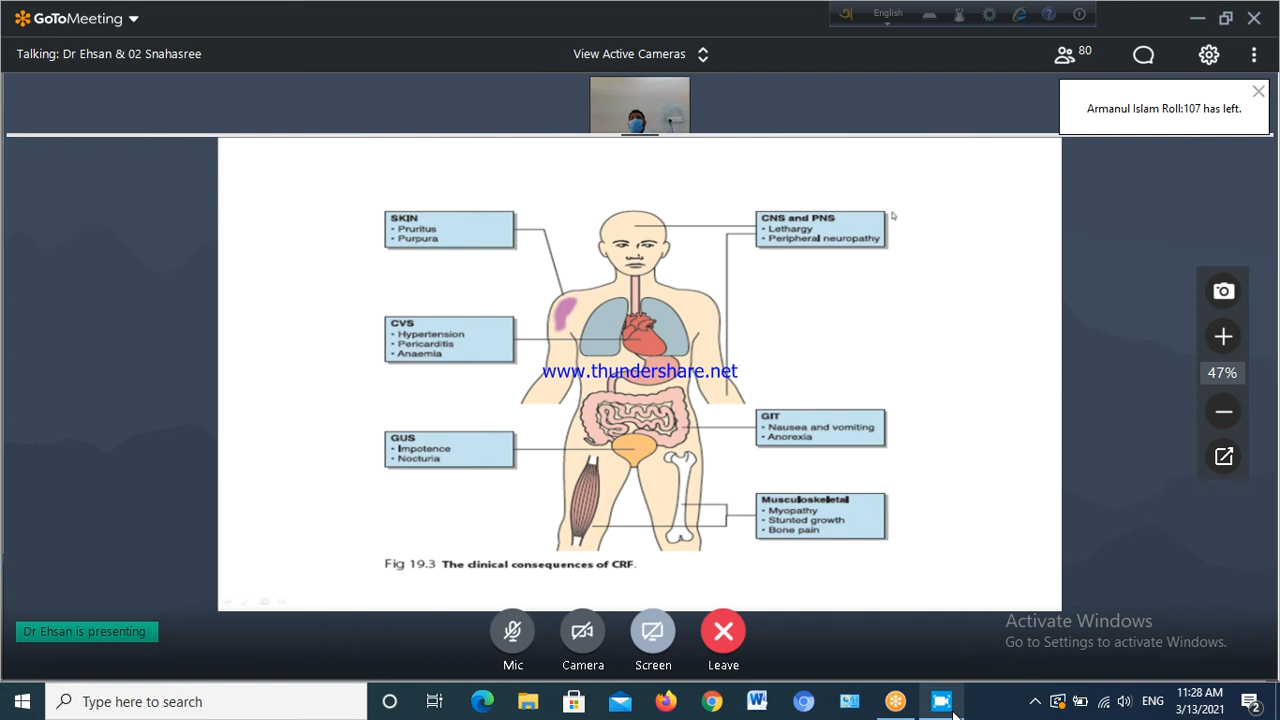 GoToMeeting
English
Talking: Dr Ehsan & 02 Snahasree
View Active Cameras
80
Armanul Islam Roll:107 has left.
SKIN
• Pruritus
• Purpura
CNS and PNS
• Lethargy
• Peripheral neuropathy
CVS
• Hypertension
• Pericarditis
• Anaemia
www.thundershare.net
47%
GIT
• Nausea and vomiting
• Anorexia
GUS
• Impotence
• Nocturia
Musculoskeletal
• Myopathy
• Stunted growth
• Bone pain
Fig 19.3 The clinical consequences of CRF.
Dr Ehsan is presenting
Activate Windows
Go to Settings to activate Windows.
Mic
Camera
Screen
Leave
Type here to search
ENG
11:28 AM
3/13/2021
2